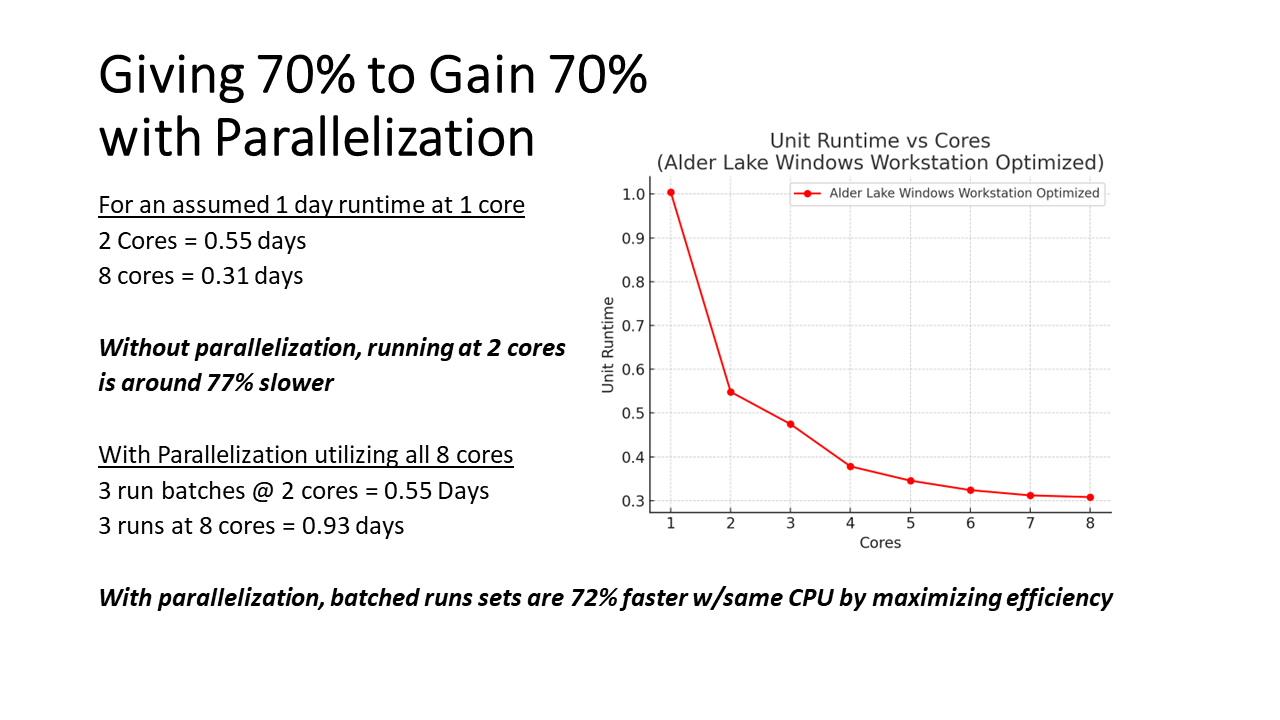 Giving 70% to Gain 70%
with Parallelization
For an assumed 1 day runtime at 1 core
2 Cores = 0.55 days
8 cores = 0.31 days
Without parallelization, running at 2 cores
is around 77% slower
With Parallelization utilizing all 8 cores
3 run batches @ 2 cores = 0.55 Days
3 runs at 8 cores = 0.93 days
With parallelization, batched runs sets are 72% faster w/same CPU by maximizing efficiency
Unit Runtime vs Cores
(Alder Lake Windows Workstation Optimized)
Alder Lake Windows Workstation Optimized
Unit Runtime
1.0
0.9
0.8
0.7
0.6
0.5
0.4
0.3
1 2 3 4 5 6 7 8
Cores